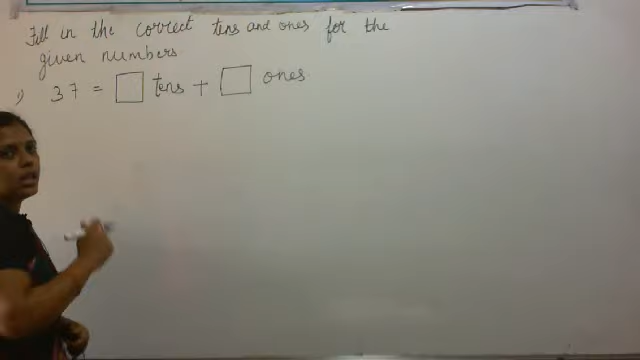 Fill in the correct tens and ones for the
given numbers
1) 37 = □ tens + □ ones